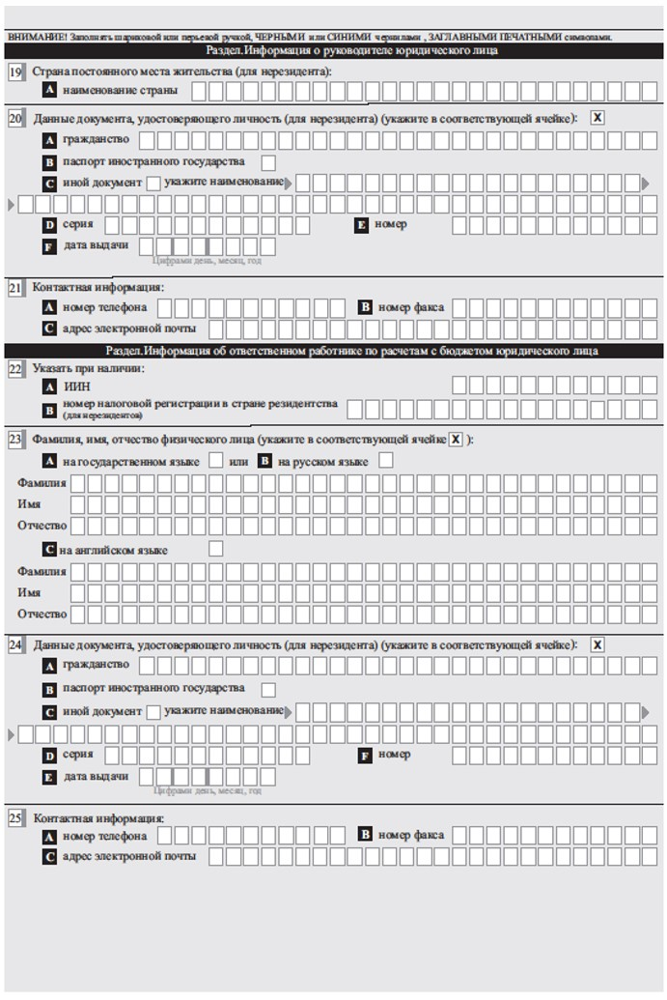 ВНИМАНИЕ! Заполнять шариковой или перьевой ручкой, ЧЕРНЫМИ или СИНИМИ чернилами , ЗАГЛАВНЫМИ ПЕЧАТНЫМИ символами.
Раздел.Информация о руководителе юридического лица
19 Страна постоянного места жительства (для нерезидента):
A наименование страны
20 Данные документа, удостоверяющего личность (для нерезидента) (укажите в соответствующей ячейке): X
A гражданство
B паспорт иностранного государства
C иной документ укажите наименование
D серия E номер
F дата выдачи
Цифрами день, месяц, год
21 Контактная информация:
A номер телефона B номер факса
C адрес электронной почты
Раздел.Информация об ответственном работнике по расчетам с бюджетом юридического лица
22 Указать при наличии:
A ИИН
B номер налоговой регистрации в стране резидентства
(для нерезидентов)
23 Фамилия, имя, отчество физического лица (укажите в соответствующей ячейке X ):
A на государственном языке или B на русском языке
Фамилия
Имя
Отчество
C на английском языке
Фамилия
Имя
Отчество
24 Данные документа, удостоверяющего личность (для нерезидента) (укажите в соответствующей ячейке): X
A гражданство
B паспорт иностранного государства
C иной документ укажите наименование
D серия F номер
E дата выдачи
Цифрами день, месяц, год
25 Контактная информация:
A номер телефона B номер факса
C адрес электронной почты